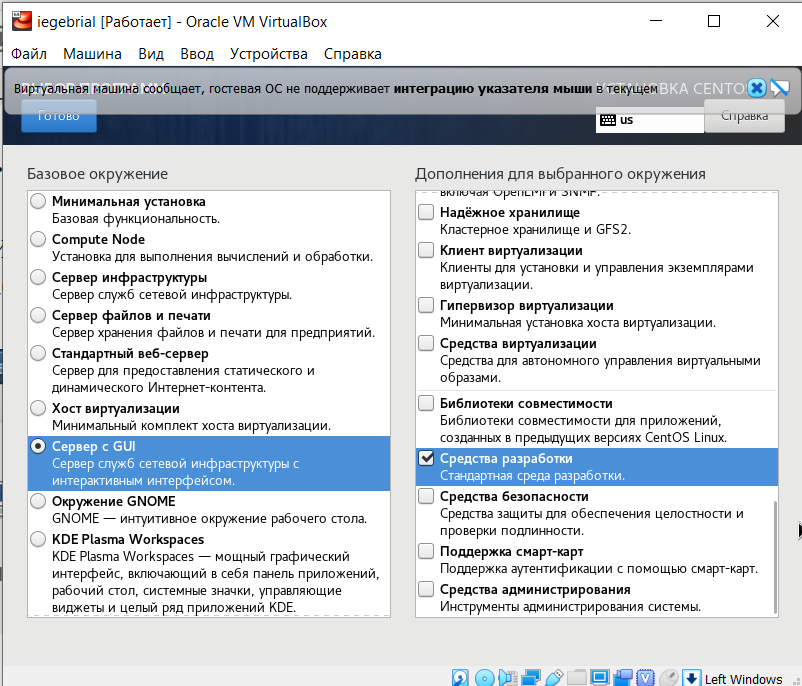 iegebrial [Работает] - Oracle VM VirtualBox
Файл Машина Вид Ввод Устройства Справка
Виртуальная машина сообщает, гостевая ОС не поддерживает интеграцию указателя мыши в текущем
УСТАНОВКА CENTOS
Готово
us
Справка
Базовое окружение
Минимальная установка
Базовая функциональность.
Compute Node
Установка для выполнения вычислений и обработки.
Сервер инфраструктуры
Сервер служб сетевой инфраструктуры.
Сервер файлов и печати
Сервер хранения файлов и печати для предприятий.
Стандартный веб-сервер
Сервер для предоставления статического и
динамического Интернет-контента.
Хост виртуализации
Минимальный комплект хоста виртуализации.
Сервер с GUI
Сервер служб сетевой инфраструктуры с
интерактивным интерфейсом.
Окружение GNOME
GNOME — интуитивное окружение рабочего стола.
KDE Plasma Workspaces
KDE Plasma Workspaces — мощный графический
интерфейс, включающий в себя панель приложений,
рабочий стол, системные значки, управляющие
виджеты и целый ряд приложений KDE.
Дополнения для выбранного окружения
включая OpenLMI и SNMP.
Надёжное хранилище
Кластерное хранилище и GFS2.
Клиент виртуализации
Клиенты для установки и управления экземплярами
виртуализации.
Гипервизор виртуализации
Минимальная установка хоста виртуализации.
Средства виртуализации
Средства для автономного управления виртуальными
образами.
Библиотеки совместимости
Библиотеки совместимости для приложений,
созданных в предыдущих версиях CentOS Linux.
Средства разработки
Стандартная среда разработки.
Средства безопасности
Средства защиты для обеспечения целостности и
проверки подлинности.
Поддержка смарт-карт
Поддержка аутентификации с помощью смарт-карт.
Средства администрирования
Инструменты администрирования системы.
Left Windows